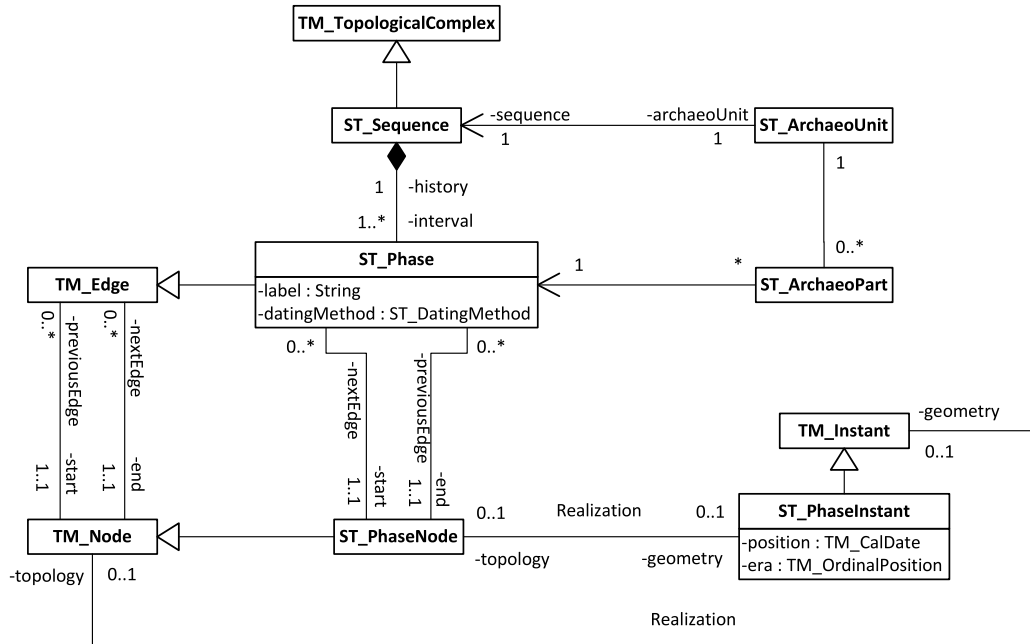 TM_TopologicalComplex
ST_Sequence
-sequence
1
-archaeoUnit
1
ST_ArchaeoUnit
1
-history
1..*
-interval
1
0..*
ST_Phase
-label : String
-datingMethod : ST_DatingMethod
1
*
ST_ArchaeoPart
TM_Edge
0..*
-previousEdge
0..*
-nextEdge
1..1
-start
1..1
-end
0..*
-nextEdge
0..*
-previousEdge
1..1
-start
1..1
-end
TM_Instant
-geometry
0..1
TM_Node
-topology
0..1
ST_PhaseNode
0..1
Realization
0..1
-topology
-geometry
ST_PhaseInstant
-position : TM_CalDate
-era : TM_OrdinalPosition
Realization